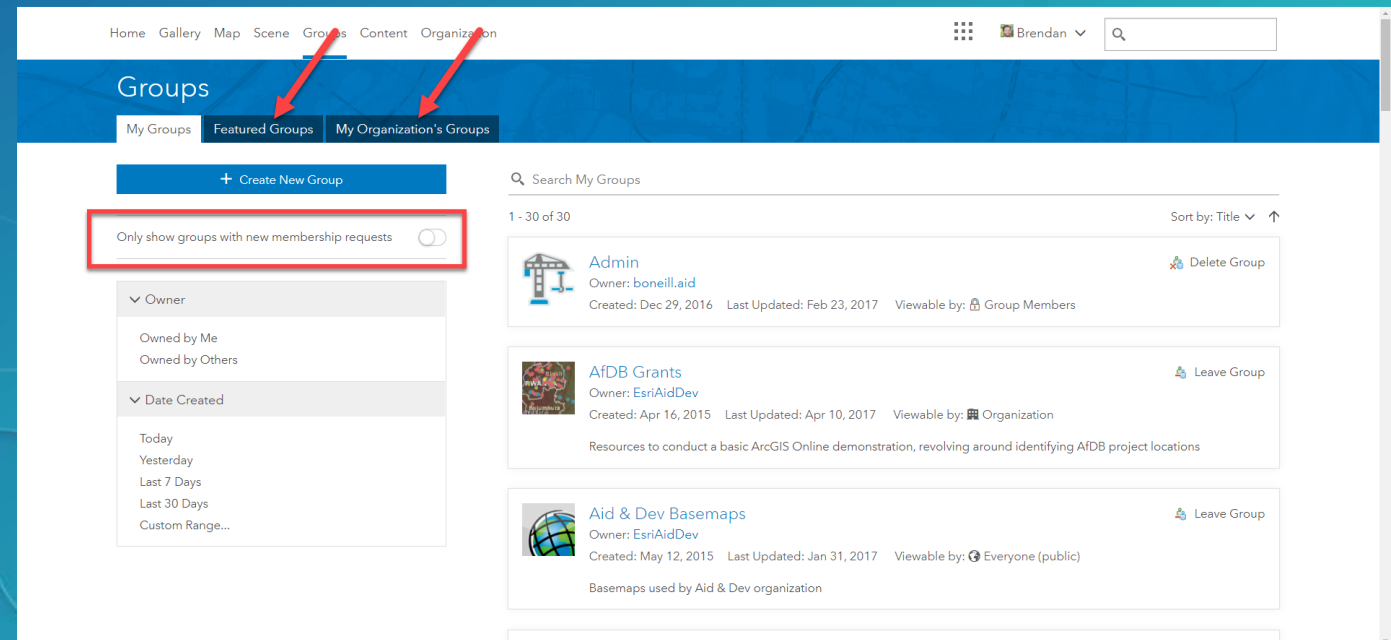 Home Gallery Map Scene Groups Content Organization
Brendan
Groups
My Groups Featured Groups My Organization's Groups
+ Create New Group
Only show groups with new membership requests
Owner
Owned by Me
Owned by Others
Date Created
Today
Yesterday
Last 7 Days
Last 30 Days
Custom Range...
Search My Groups
1 - 30 of 30
Sort by: Title
Admin
Delete Group
Owner: boneill.aid
Created: Dec 29, 2016 Last Updated: Feb 23, 2017 Viewable by: Group Members
AfDB Grants
Leave Group
Owner: EsriAidDev
Created: Apr 16, 2015 Last Updated: Apr 10, 2017 Viewable by: Organization
Resources to conduct a basic ArcGIS Online demonstration, revolving around identifying AfDB project locations
Aid & Dev Basemaps
Leave Group
Owner: EsriAidDev
Created: May 12, 2015 Last Updated: Jan 31, 2017 Viewable by: Everyone (public)
Basemaps used by Aid & Dev organization